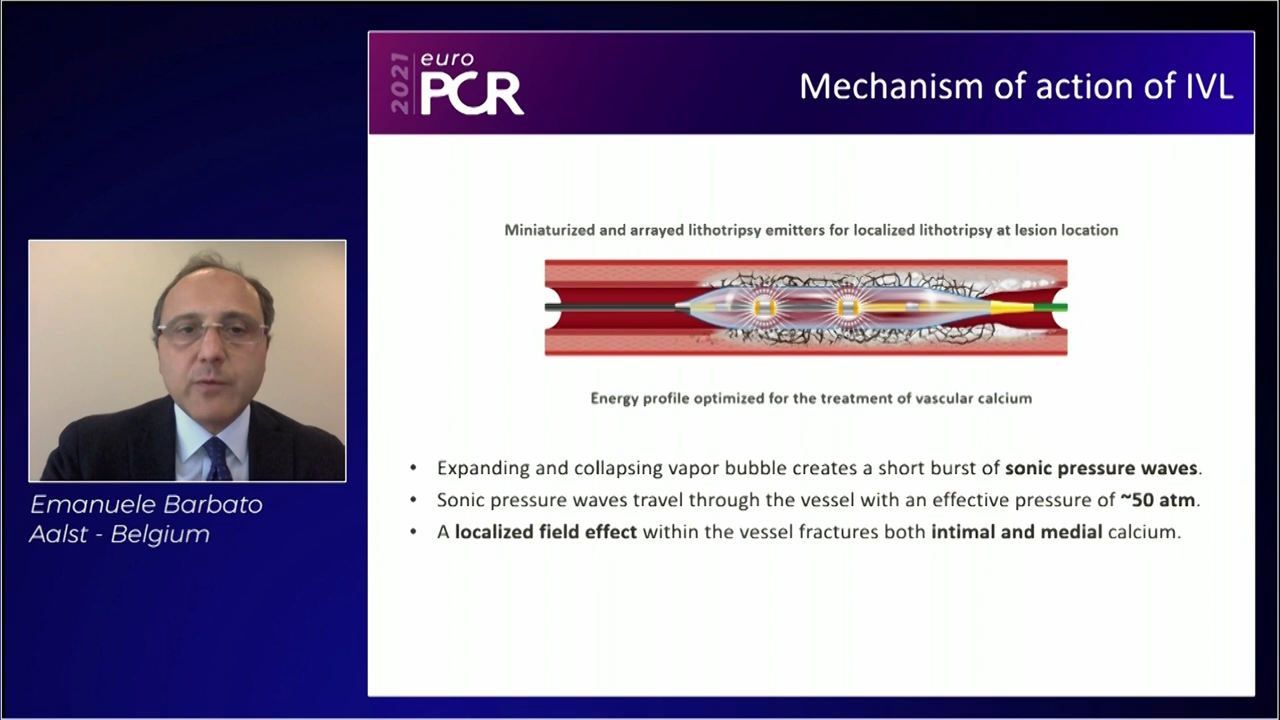 2021
euro
PCR
Mechanism of action of IVL
Miniaturized and arrayed lithotripsy emitters for localized lithotripsy at lesion location
Energy profile optimized for the treatment of vascular calcium
• Expanding and collapsing vapor bubble creates a short burst of sonic pressure waves.
• Sonic pressure waves travel through the vessel with an effective pressure of ~50 atm.
• A localized field effect within the vessel fractures both intimal and medial calcium.
Emanuele Barbato
Aalst - Belgium